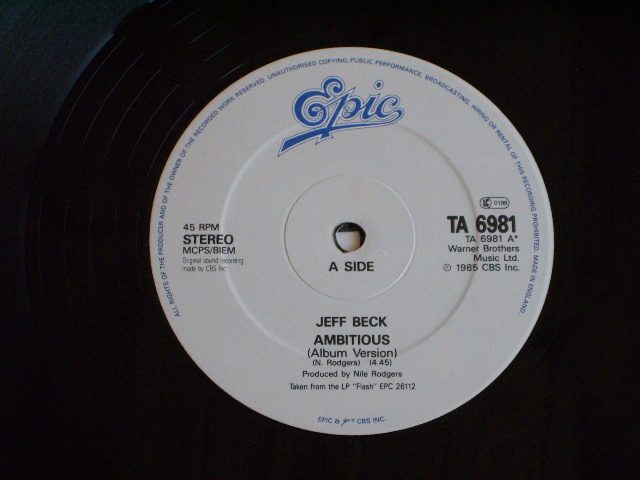 ALL RIGHTS OF THE PRODUCER AND OF THE OWNER OF THE RECORDED WORK RESERVED. UNAUTHORISED COPYING, PUBLIC PERFORMANCE, BROADCASTING, HIRING OR RENTAL OF THIS RECORDING PROHIBITED. MADE IN ENGLAND.
Epic
45 RPM
STEREO
MCPS/BIEM
Original sound recording
made by CBS Inc.
LC 0199
TA 6981
TA 6981 A*
Warner Brothers
Music Ltd.
℗ 1985 CBS Inc.
A SIDE
JEFF BECK
AMBITIOUS
(Album Version)
(N. Rodgers) (4.45)
Produced by Nile Rodgers
Taken from the LP "Flash" EPC 26112
EPIC & CBS INC.